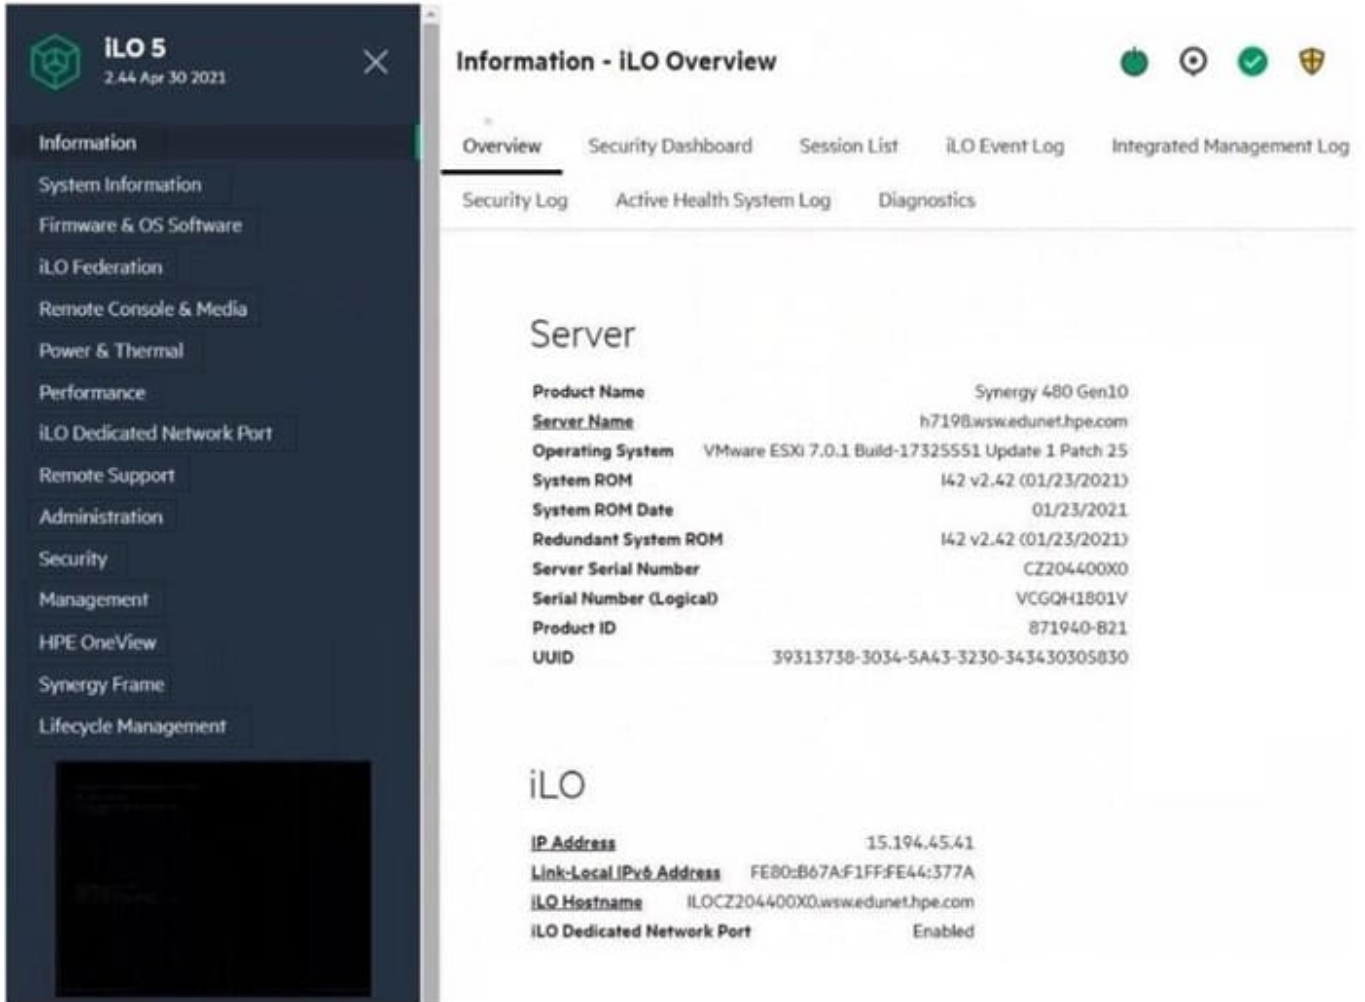 iLO 5
2.44 Apr 30 2021
Information
System Information
Firmware & OS Software
iLO Federation
Remote Console & Media
Power & Thermal
Performance
iLO Dedicated Network Port
Remote Support
Administration
Security
Management
HPE OneView
Synergy Frame
Lifecycle Management
Information - iLO Overview
Overview Security Dashboard Session List iLO Event Log Integrated Management Log
Security Log Active Health System Log Diagnostics
Server
Product Name Synergy 480 Gen10
Server Name h7198.wsw.edunet.hpe.com
Operating System VMware ESXi 7.0.1 Build-17325551 Update 1 Patch 25
System ROM I42 v2.42 (01/23/2021)
System ROM Date 01/23/2021
Redundant System ROM I42 v2.42 (01/23/2021)
Server Serial Number CZ204400X0
Serial Number (Logical) VCGQH1801V
Product ID 871940-B21
UUID 39313738-3034-5A43-3230-343430305830
iLO
IP Address 15.194.45.41
Link-Local IPv6 Address FE80::B67A:F1FF:FE44:377A
iLO Hostname ILOCZ204400X0.wsw.edunet.hpe.com
iLO Dedicated Network Port Enabled